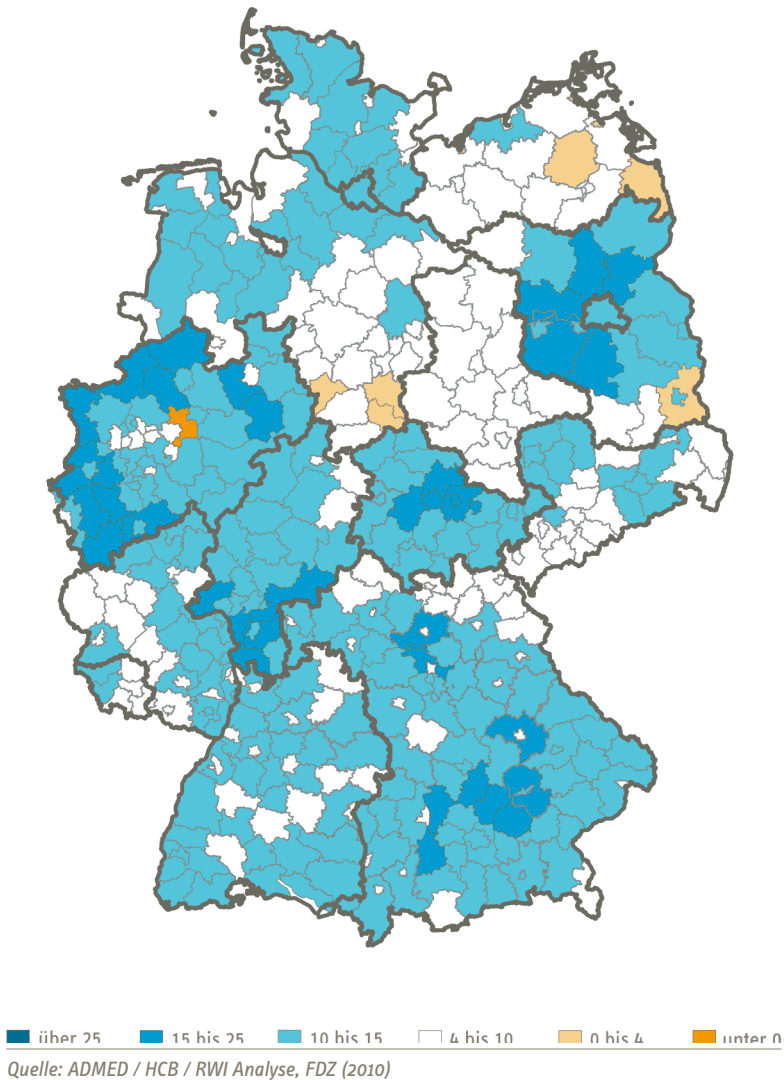 über 25 15 bis 25 10 bis 15 4 bis 10 0 bis 4 unter 0
Quelle: ADMED / HCB / RWI Analyse, FDZ (2010)